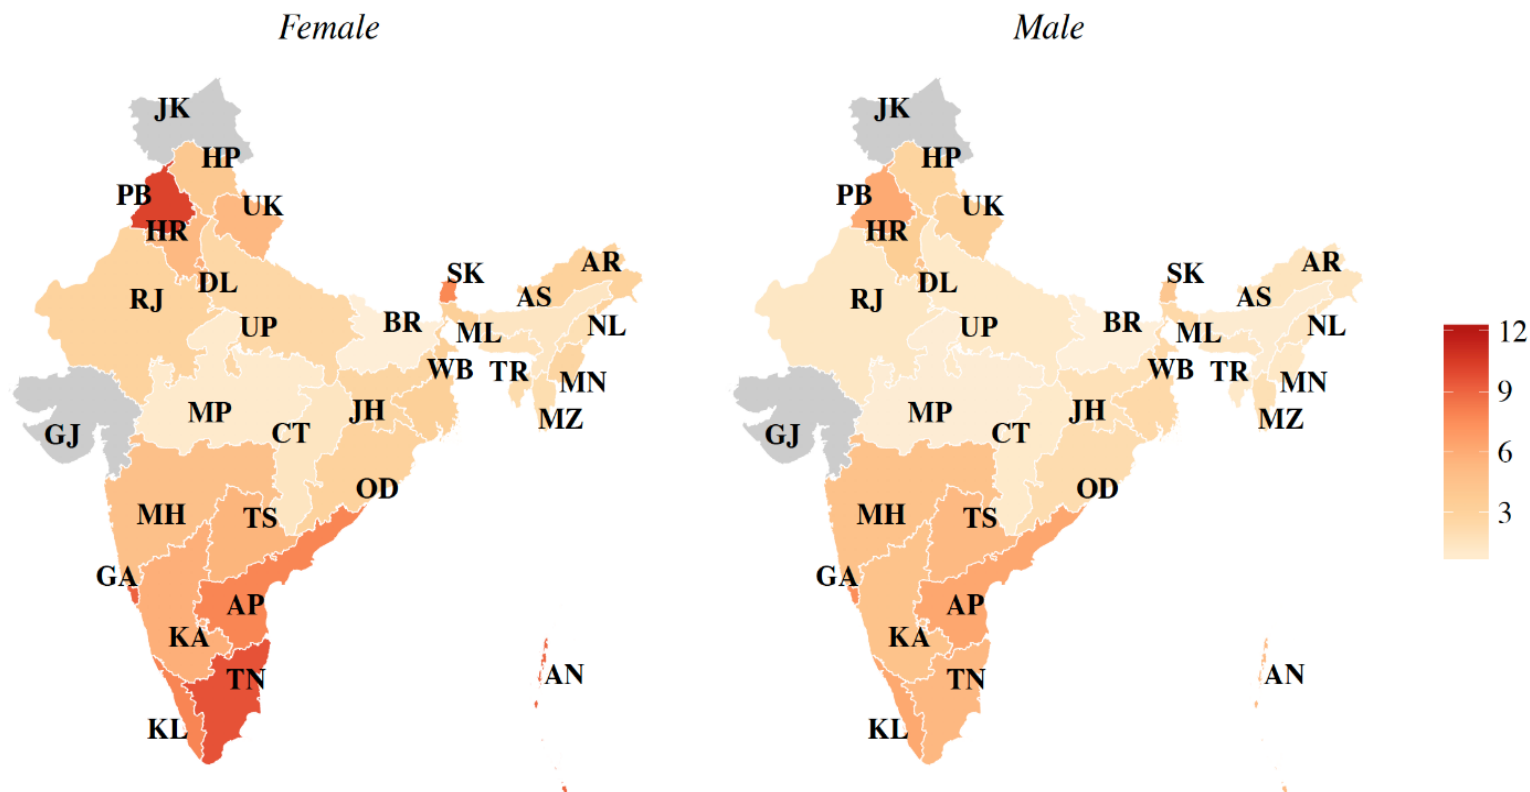 Female
JK
HP
PB
UK
HR
AR
SK
DL
AS
RJ
BR
NL
UP
ML
WB
TR
MN
MP
JH
MZ
CT
GJ
OD
MH
TS
GA
AP
KA
AN
TN
KL
Male
JK
HP
PB
UK
HR
AR
SK
DL
AS
RJ
BR
NL
UP
ML
WB
TR
MN
MP
JH
MZ
CT
GJ
OD
MH
TS
GA
AP
KA
AN
TN
KL
12
9
6
3